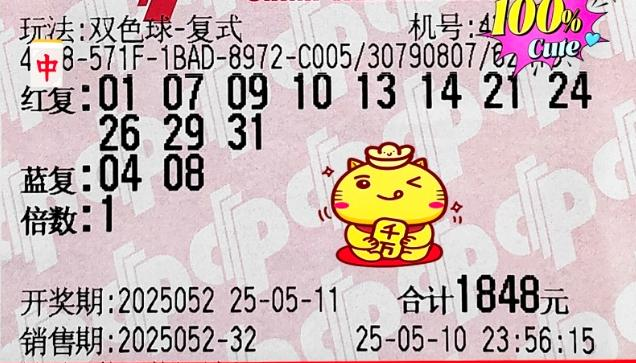 玩法:双色球-复式 机号:4
100%
Cute
中
8-571F-1BAD-8972-C005/30790807/
红复:01 07 09 10 13 14 21 24
26 29 31
蓝复:04 08
倍数:1
千万
开奖期:2025052 25-05-11 合计1848元
销售期:2025052-32 25-05-10 23:56:15